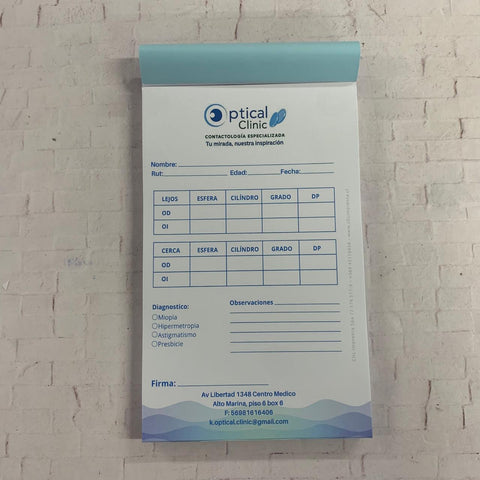 Optical
Clinic
CONTACTOLOGÍA ESPECIALIZADA
Tu mirada, nuestra inspiración
Nombre:
Rut: Edad: Fecha:
LEJOS ESFERA CILÍNDRO GRADO DP
OD
OI
CERCA ESFERA CILÍNDRO GRADO DP
OD
OI
Diagnostico: Observaciones
Miopia
Hipermetropia
Astigmatismo
Presbicie
Firma:
Av Libertad 1348 Centro Medico
Alto Marina, piso 6 box 6
F: 56981616406
k.optical.clinic@gmail.com